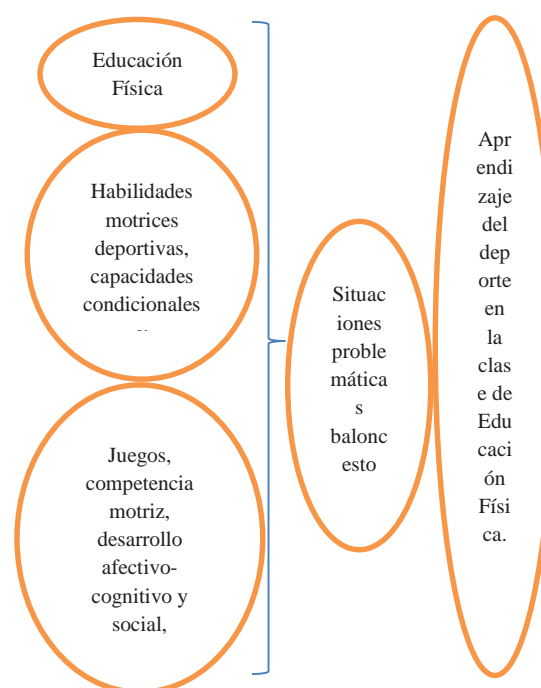 Educación
Física
Habilidades
motrices
deportivas,
capacidades
condicionales
Juegos,
competencia
motriz,
desarrollo
afectivo-
cognitivo y
social,
Situac
iones
proble
mática
s
balonc
esto
Apr
endi
zaje
del
dep
orte
en
la
clas
e de
Edu
caci
ón
Físi
ca.